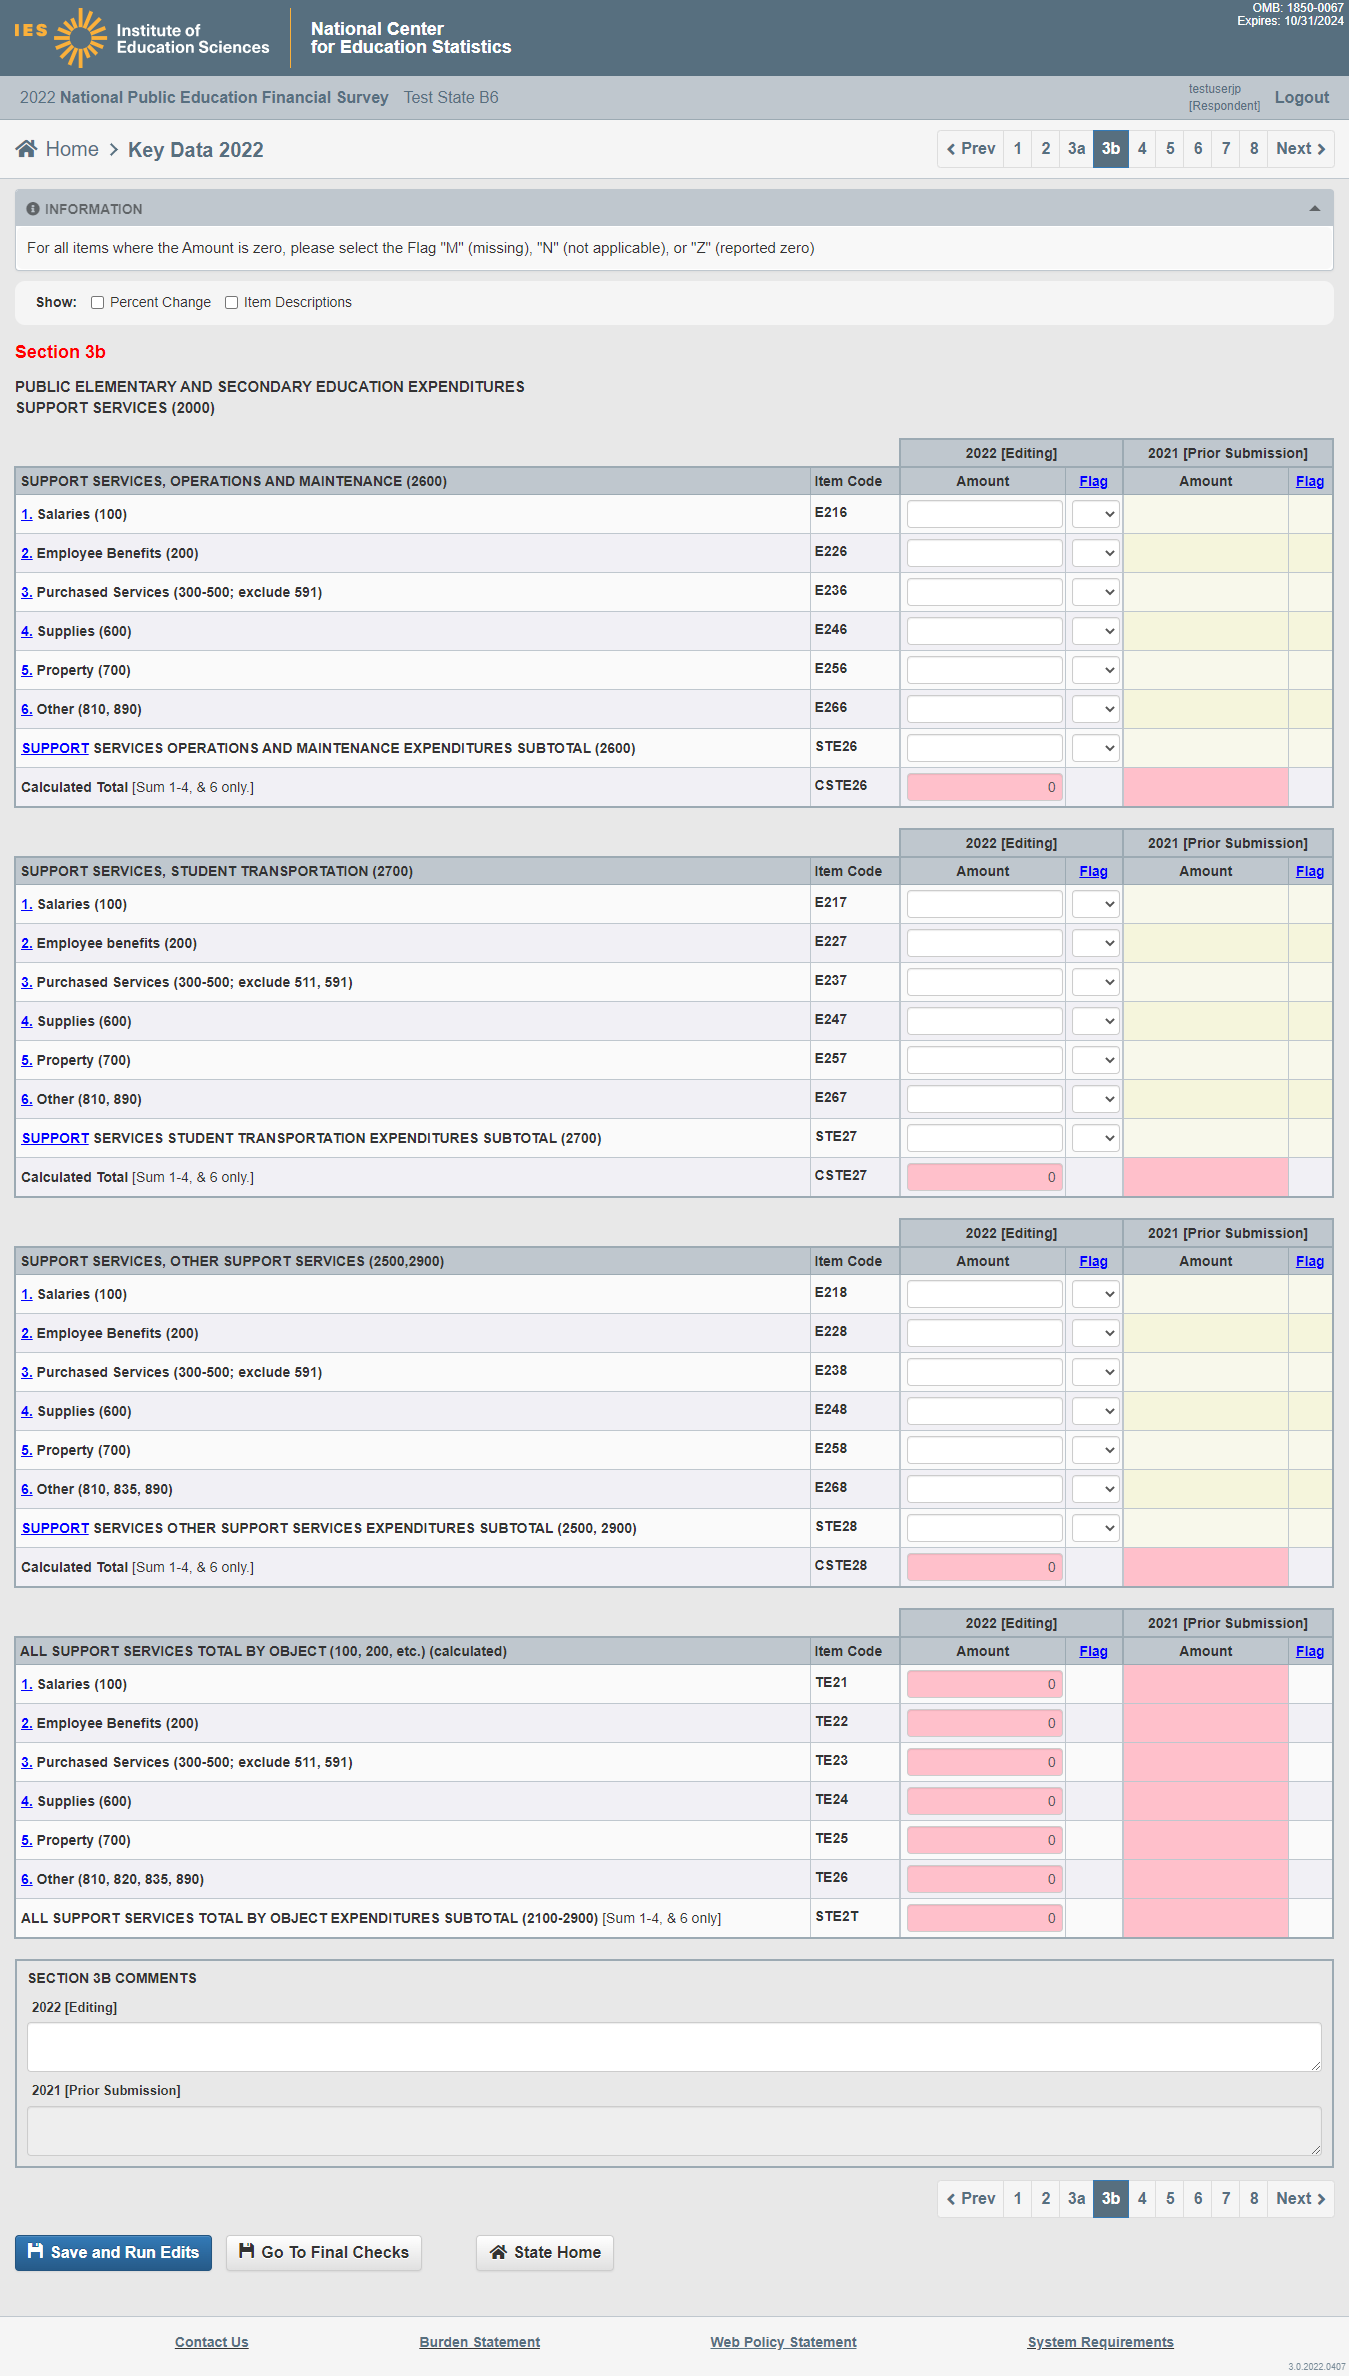 OMB: 1850-0067
Expires: 10/31/2024
IES Institute of Education Sciences
National Center for Education Statistics
2022 National Public Education Financial Survey Test State B6
testuserjp
[Respondent]
Logout
Home > Key Data 2022
Prev 1 2 3a 3b 4 5 6 7 8 Next
INFORMATION
For all items where the Amount is zero, please select the Flag "M" (missing), "N" (not applicable), or "Z" (reported zero)
Show: Percent Change Item Descriptions
Section 3b
PUBLIC ELEMENTARY AND SECONDARY EDUCATION EXPENDITURES
SUPPORT SERVICES (2000)
2022 [Editing] 2021 [Prior Submission]
SUPPORT SERVICES, OPERATIONS AND MAINTENANCE (2600) Item Code Amount Flag Amount Flag
1. Salaries (100) E216
2. Employee Benefits (200) E226
3. Purchased Services (300-500; exclude 591) E236
4. Supplies (600) E246
5. Property (700) E256
6. Other (810, 890) E266
SUPPORT SERVICES OPERATIONS AND MAINTENANCE EXPENDITURES SUBTOTAL (2600) STE26
Calculated Total [Sum 1-4, & 6 only.] CSTE26 0
2022 [Editing] 2021 [Prior Submission]
SUPPORT SERVICES, STUDENT TRANSPORTATION (2700) Item Code Amount Flag Amount Flag
1. Salaries (100) E217
2. Employee benefits (200) E227
3. Purchased Services (300-500; exclude 511, 591) E237
4. Supplies (600) E247
5. Property (700) E257
6. Other (810, 890) E267
SUPPORT SERVICES STUDENT TRANSPORTATION EXPENDITURES SUBTOTAL (2700) STE27
Calculated Total [Sum 1-4, & 6 only.] CSTE27 0
2022 [Editing] 2021 [Prior Submission]
SUPPORT SERVICES, OTHER SUPPORT SERVICES (2500,2900) Item Code Amount Flag Amount Flag
1. Salaries (100) E218
2. Employee Benefits (200) E228
3. Purchased Services (300-500; exclude 591) E238
4. Supplies (600) E248
5. Property (700) E258
6. Other (810, 835, 890) E268
SUPPORT SERVICES OTHER SUPPORT SERVICES EXPENDITURES SUBTOTAL (2500, 2900) STE28
Calculated Total [Sum 1-4, & 6 only.] CSTE28 0
2022 [Editing] 2021 [Prior Submission]
ALL SUPPORT SERVICES TOTAL BY OBJECT (100, 200, etc.) (calculated) Item Code Amount Flag Amount Flag
1. Salaries (100) TE21 0
2. Employee Benefits (200) TE22 0
3. Purchased Services (300-500; exclude 511, 591) TE23 0
4. Supplies (600) TE24 0
5. Property (700) TE25 0
6. Other (810, 820, 835, 890) TE26 0
ALL SUPPORT SERVICES TOTAL BY OBJECT EXPENDITURES SUBTOTAL (2100-2900) [Sum 1-4, & 6 only] STE2T 0
SECTION 3B COMMENTS
2022 [Editing]
2021 [Prior Submission]
Prev 1 2 3a 3b 4 5 6 7 8 Next
Save and Run Edits Go To Final Checks State Home
Contact Us Burden Statement Web Policy Statement System Requirements
3.0.2022.0407